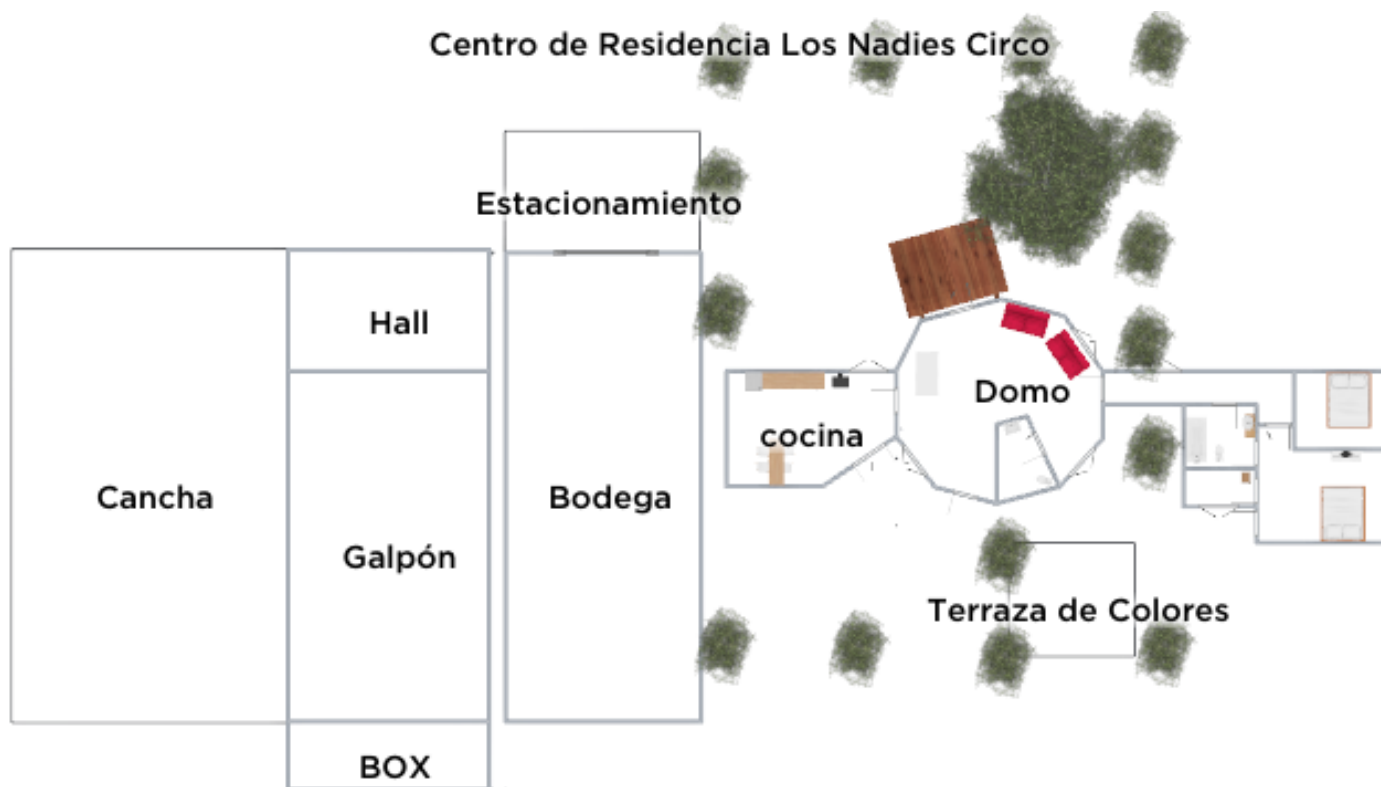 Centro de Residencia Los Nadies Circo
Estacionamiento
Hall
Domo
cocina
Cancha
Bodega
Galpón
Terraza de Colores
BOX